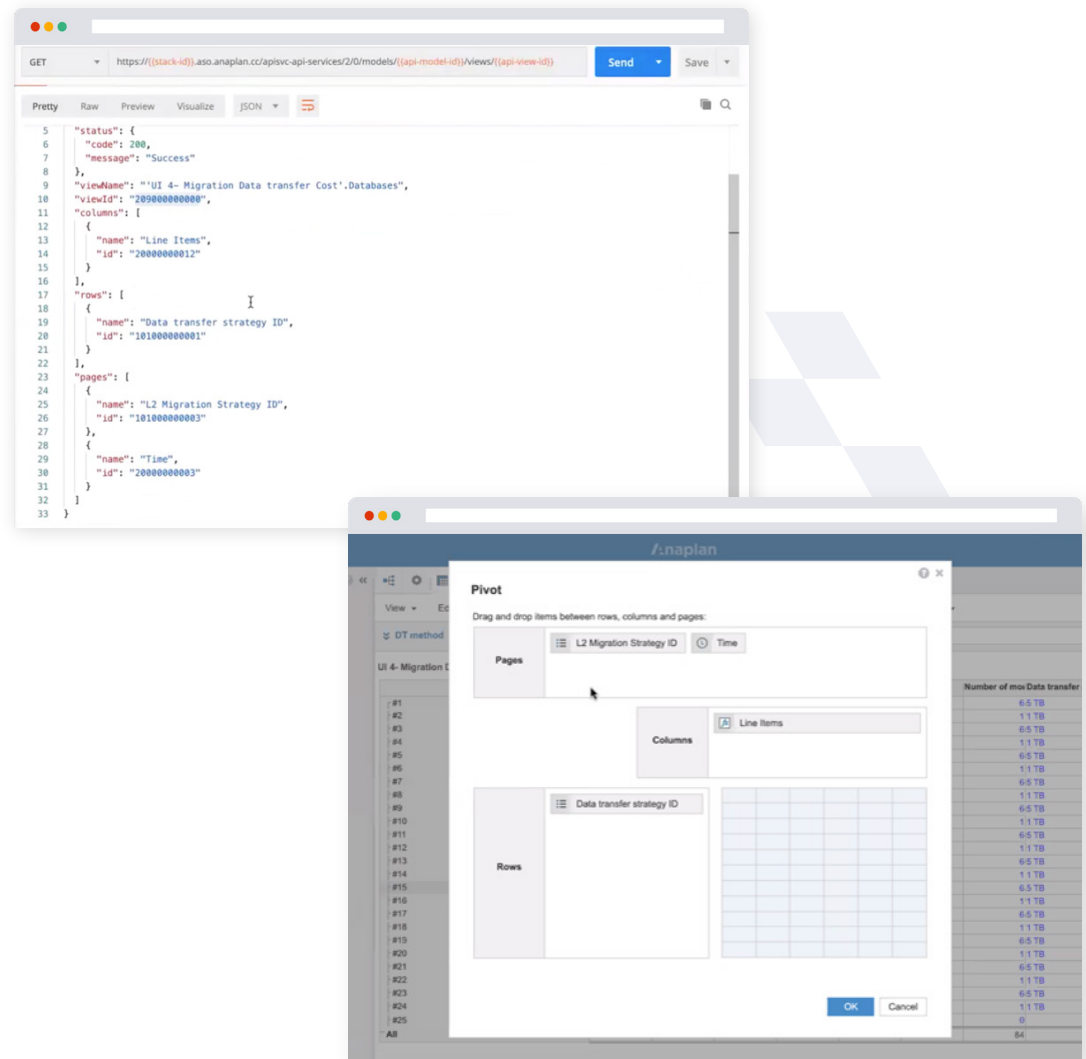 GET
https://{{stack-id}}.aso.anaplan.cc/apisvc-api-services/2/0/models/{{api-model-id}}/views/{{api-view-id}}
Send
Save
Pretty Raw Preview Visualize JSON
5 "status": {
6 "code": 200,
7 "message": "Success"
8 },
9 "viewName": "'UI 4- Migration Data transfer Cost'.Databases",
10 "viewId": "209000000000",
11 "columns": [
12 {
13 "name": "Line Items",
14 "id": "20000000012"
15 }
16 ],
17 "rows": [
18 {
19 "name": "Data transfer strategy ID",
20 "id": "101000000001"
21 }
22 ],
23 "pages": [
24 {
25 "name": "L2 Migration Strategy ID",
26 "id": "101000000003"
27 },
28 {
29 "name": "Time",
30 "id": "20000000003"
31 }
32 ]
33 }
Anaplan
View
DT method
UI 4- Migration
Pivot
Drag and drop items between rows, columns and pages:
Pages
L2 Migration Strategy ID
Time
Columns
Line Items
Rows
Data transfer strategy ID
OK
Cancel
Number of mo Data transfer
#1 6 5 TB
#2 1 1 TB
#3 6 5 TB
#4 1 1 TB
#5 6 5 TB
#6 1 1 TB
#7 6 5 TB
#8 1 1 TB
#9 6 5 TB
#10 1 1 TB
#11 6 5 TB
#12 1 1 TB
#13 6 5 TB
#14 1 1 TB
#15 6 5 TB
#16 1 1 TB
#17 6 5 TB
#18 1 1 TB
#19 6 5 TB
#20 1 1 TB
#21 6 5 TB
#22 1 1 TB
#23 6 5 TB
#24 1 1 TB
#25 0
All 84